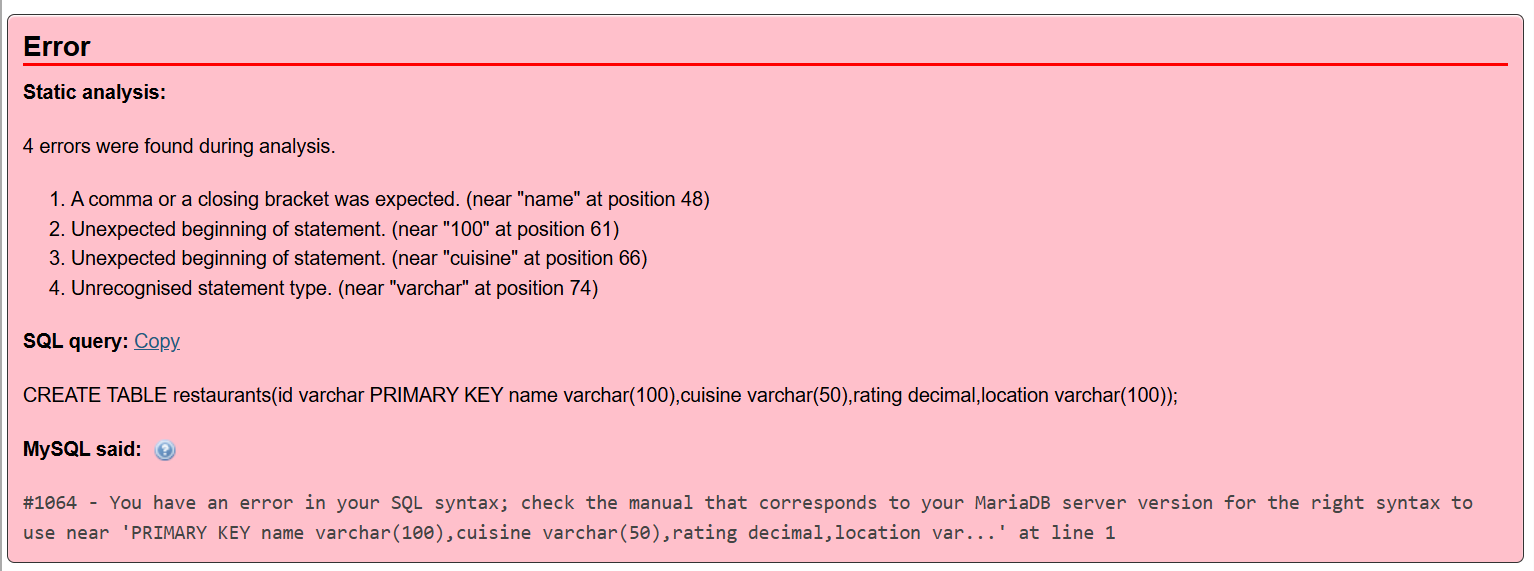 Error
Static analysis:
4 errors were found during analysis.
1. A comma or a closing bracket was expected. (near "name" at position 48)
2. Unexpected beginning of statement. (near "100" at position 61)
3. Unexpected beginning of statement. (near "cuisine" at position 66)
4. Unrecognised statement type. (near "varchar" at position 74)
SQL query: Copy
CREATE TABLE restaurants(id varchar PRIMARY KEY name varchar(100),cuisine varchar(50),rating decimal,location varchar(100));
MySQL said:
#1064 - You have an error in your SQL syntax; check the manual that corresponds to your MariaDB server version for the right syntax to
use near 'PRIMARY KEY name varchar(100),cuisine varchar(50),rating decimal,location var...' at line 1